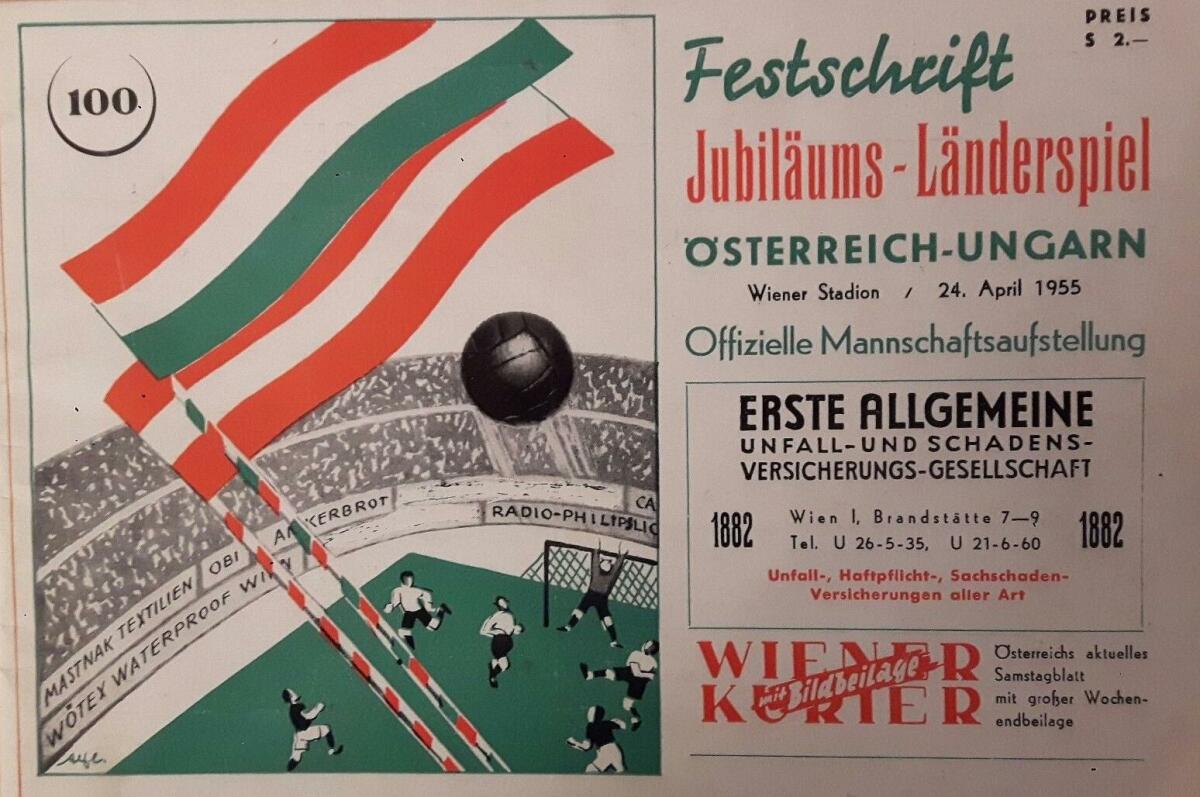 100
PREIS
S 2.—
Festschrift
Jubiläums-Länderspiel
ÖSTERREICH-UNGARN
Wiener Stadion / 24. April 1955
Offizielle Mannschaftsaufstellung
ERSTE ALLGEMEINE
UNFALL- UND SCHADENS-
VERSICHERUNGS-GESELLSCHAFT
1882
Wien I, Brandstätte 7—9
Tel. U 26-5-35, U 21-6-60
1882
Unfall-, Haftpflicht-, Sachschaden-
Versicherungen aller Art
WIENER
mit Bildbeilage
KURIER
Österreichs aktuelles
Samstagblatt
mit großer Wochen-
endbeilage
MASTNAK TEXTILIEN
OBI
ANKERBROT
RADIO-PHILIPS
CA
WÖTEX WATERPROOF WIEN